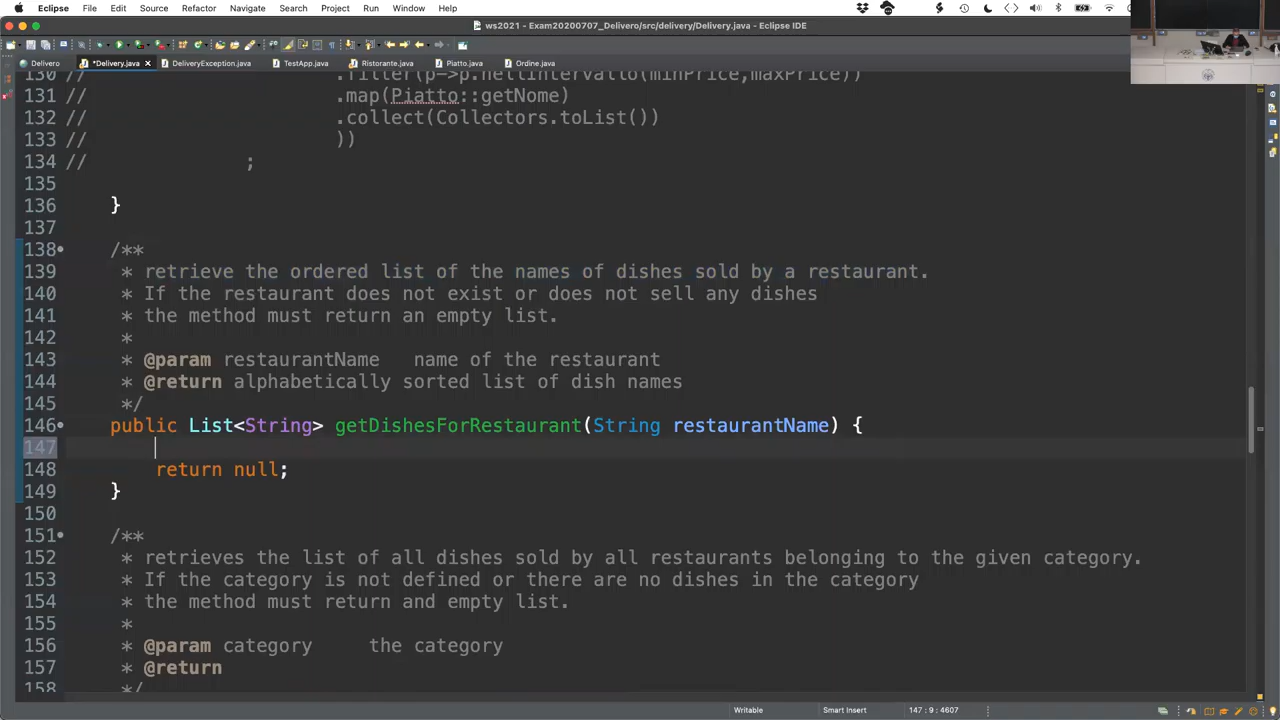 Eclipse File Edit Source Refactor Navigate Search Project Run Window Help
ws2021 - Exam20200707_Delivero/src/delivery/Delivery.java - Eclipse IDE
Delivero *Delivery.java DeliveryException.java TestApp.java Ristorante.java Piatto.java Ordine.java
130 // .filter(p->p.nellIntervallo(minPrice,maxPrice))
131 // .map(Piatto::getNome)
132 // .collect(Collectors.toList())
133 // ))
134 // ;
135
136 }
137
138 /**
139 * retrieve the ordered list of the names of dishes sold by a restaurant.
140 * If the restaurant does not exist or does not sell any dishes
141 * the method must return an empty list.
142 *
143 * @param restaurantName name of the restaurant
144 * @return alphabetically sorted list of dish names
145 */
146 public List<String> getDishesForRestaurant(String restaurantName) {
147
148 return null;
149 }
150
151 /**
152 * retrieves the list of all dishes sold by all restaurants belonging to the given category.
153 * If the category is not defined or there are no dishes in the category
154 * the method must return and empty list.
155 *
156 * @param category the category
157 * @return
158 */
Writable Smart Insert 147 : 9 : 4607